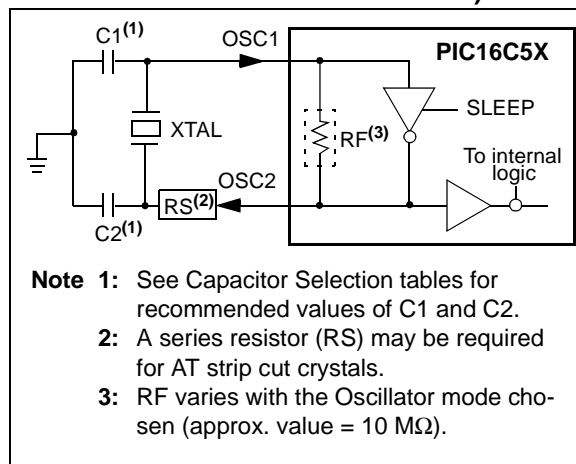 C1(1)
OSC1
PIC16C5X
SLEEP
XTAL
RF(3)
To internal
logic
OSC2
RS(2)
C2(1)
Note 1: See Capacitor Selection tables for
recommended values of C1 and C2.
2: A series resistor (RS) may be required
for AT strip cut crystals.
3: RF varies with the Oscillator mode cho-
sen (approx. value = 10 MΩ).